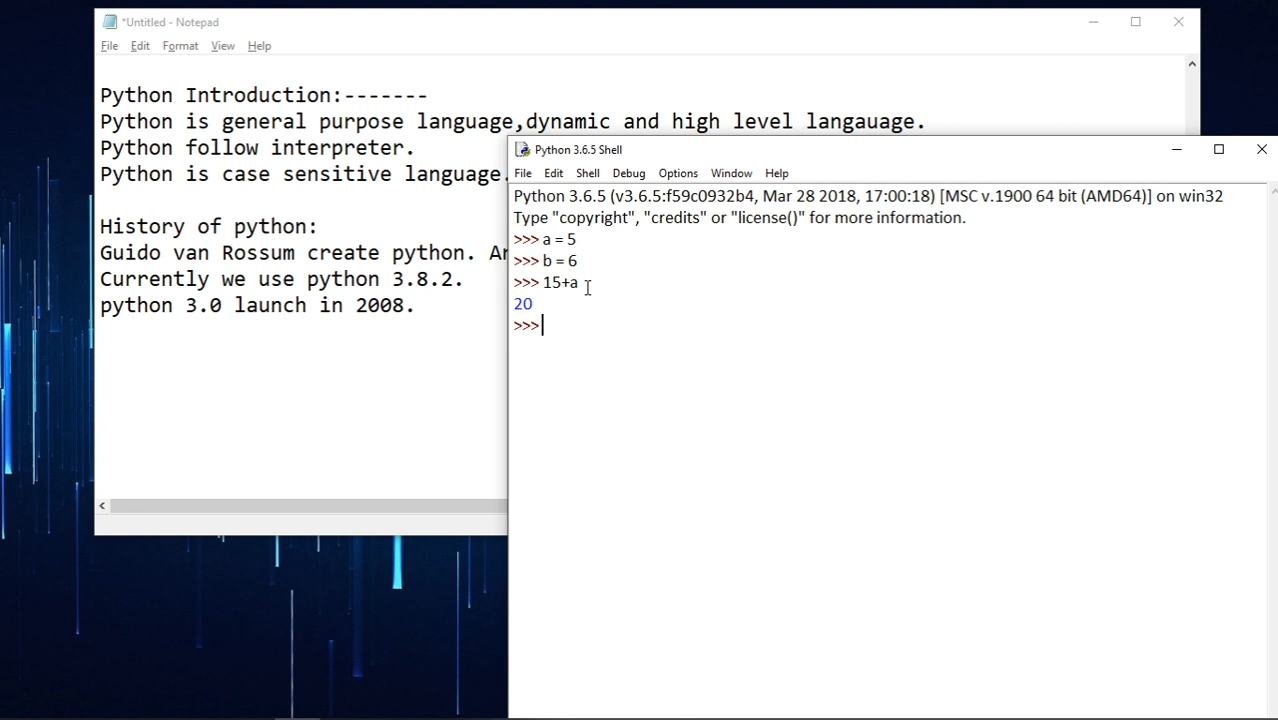 *Untitled - Notepad
File Edit Format View Help
Python Introduction:-------
Python is general purpose language,dynamic and high level langauage.
Python follow interpreter.
Python is case sensitive language.
History of python:
Guido van Rossum create python.
Currently we use python 3.8.2.
python 3.0 launch in 2008.
Python 3.6.5 Shell
File Edit Shell Debug Options Window Help
Python 3.6.5 (v3.6.5:f59c0932b4, Mar 28 2018, 17:00:18) [MSC v.1900 64 bit (AMD64)] on win32
Type "copyright", "credits" or "license()" for more information.
>>> a = 5
>>> b = 6
>>> 15+a
20
>>>